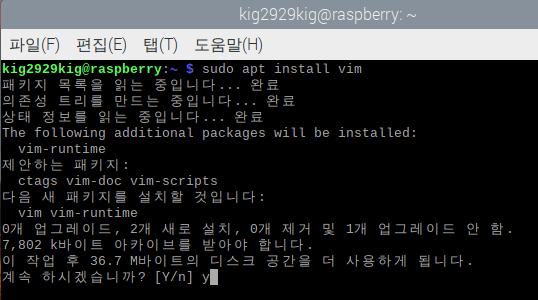 kig2929kig@raspberry: ~
파일(F) 편집(E) 탭(T) 도움말(H)
kig2929kig@raspberry:~ $ sudo apt install vim
패키지 목록을 읽는 중입니다... 완료
의존성 트리를 만드는 중입니다... 완료
상태 정보를 읽는 중입니다... 완료
The following additional packages will be installed:
  vim-runtime
제안하는 패키지:
  ctags vim-doc vim-scripts
다음 새 패키지를 설치할 것입니다:
  vim vim-runtime
0개 업그레이드, 2개 새로 설치, 0개 제거 및 1개 업그레이드 안 함.
7,802 k바이트 아카이브를 받아야 합니다.
이 작업 후 36.7 M바이트의 디스크 공간을 더 사용하게 됩니다.
계속 하시겠습니까? [Y/n] y